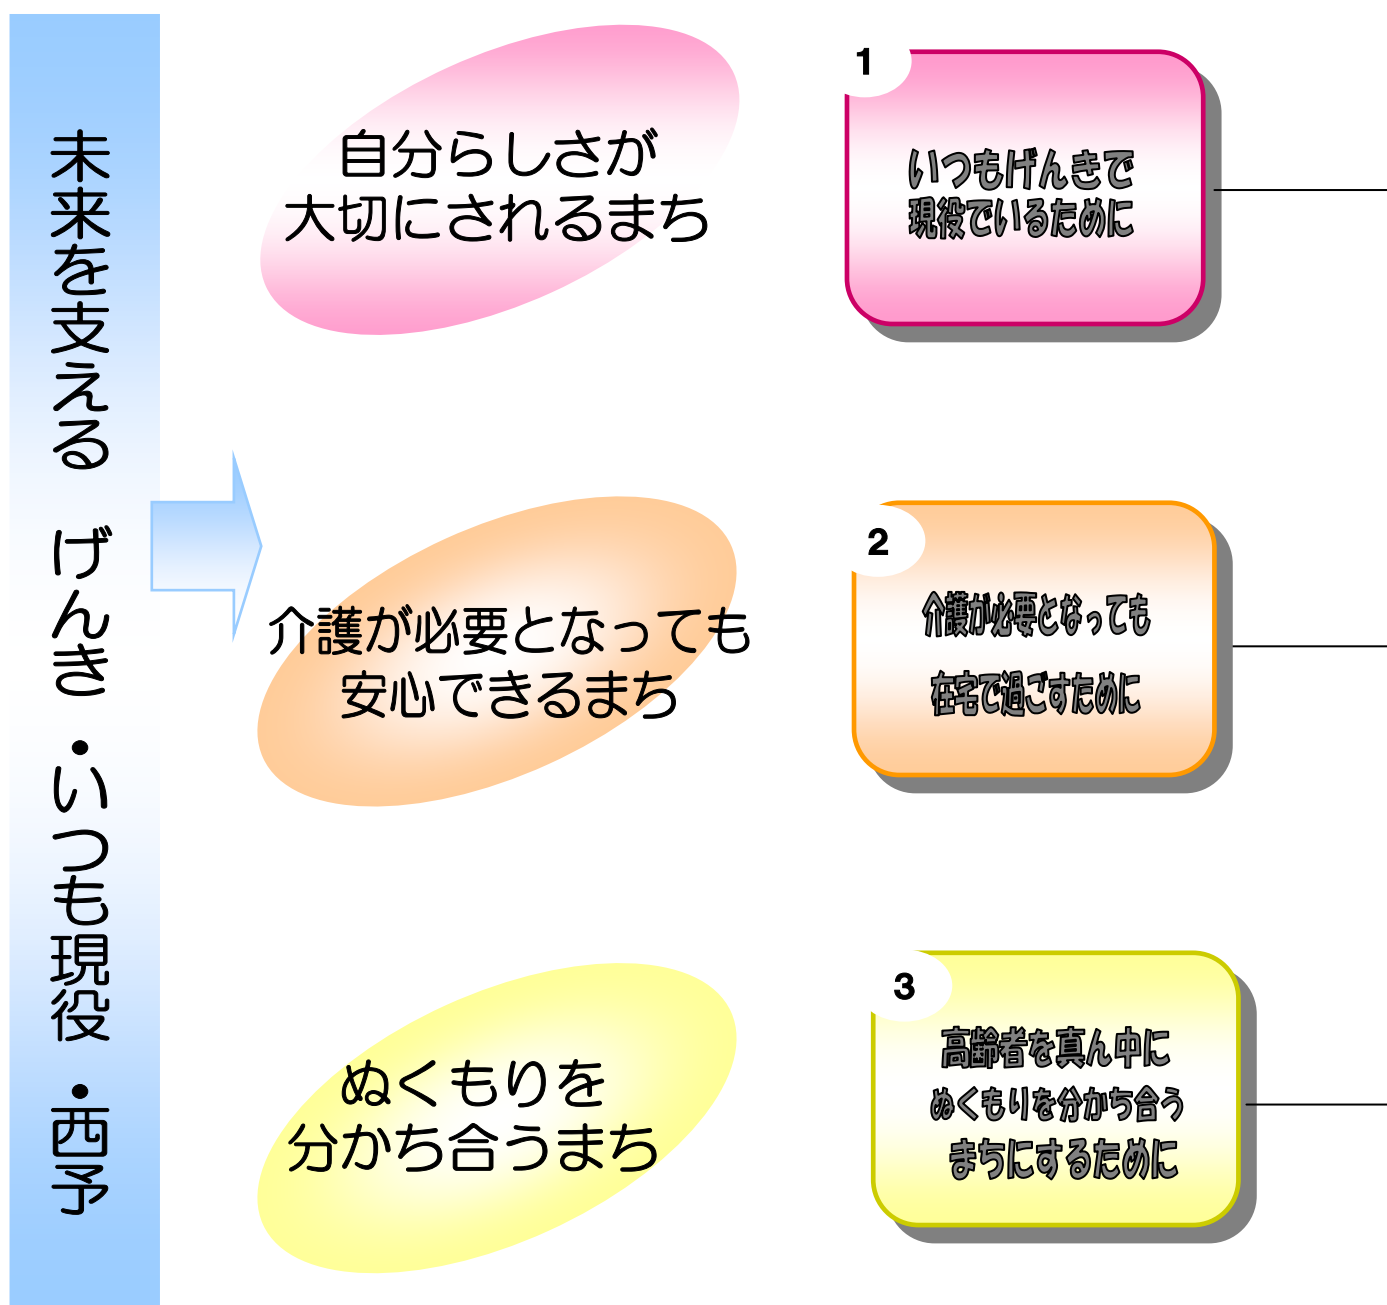 未来を支える げんき・いつも現役・西予
自分らしさが
大切にされるまち
1
いつもげんきで
現役でいるために
介護が必要となっても
安心できるまち
2
介護が必要となっても
在宅で過ごすために
ぬくもりを
分かち合うまち
3
高齢者を真ん中に
ぬくもりを分かち合う
まちにするために